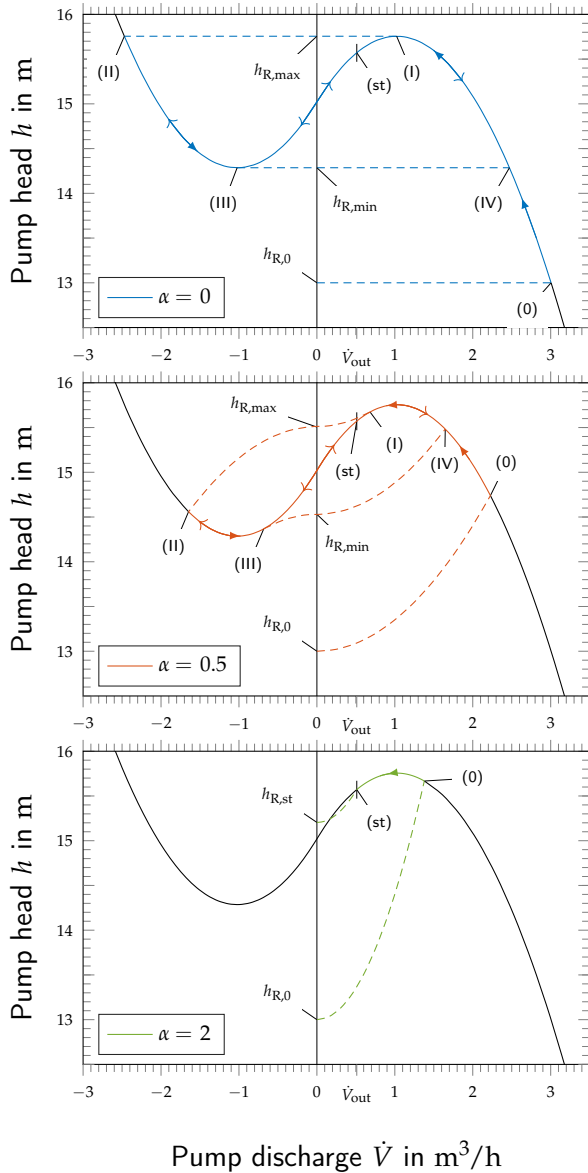 16
(II)
h_R,max
(I)
(st)
15
(III)
h_R,min
(IV)
14
h_R,0
13
(0)
α = 0
−3 −2 −1 0 V̇_out 1 2 3
Pump head h in m
16
h_R,max
(I)
(st)
(IV)
(0)
15
(II)
(III)
h_R,min
14
h_R,0
13
α = 0.5
−3 −2 −1 0 V̇_out 1 2 3
Pump head h in m
16
(0)
h_R,st
(st)
15
14
h_R,0
13
α = 2
−3 −2 −1 0 V̇_out 1 2 3
Pump head h in m
Pump discharge V̇ in m³/h